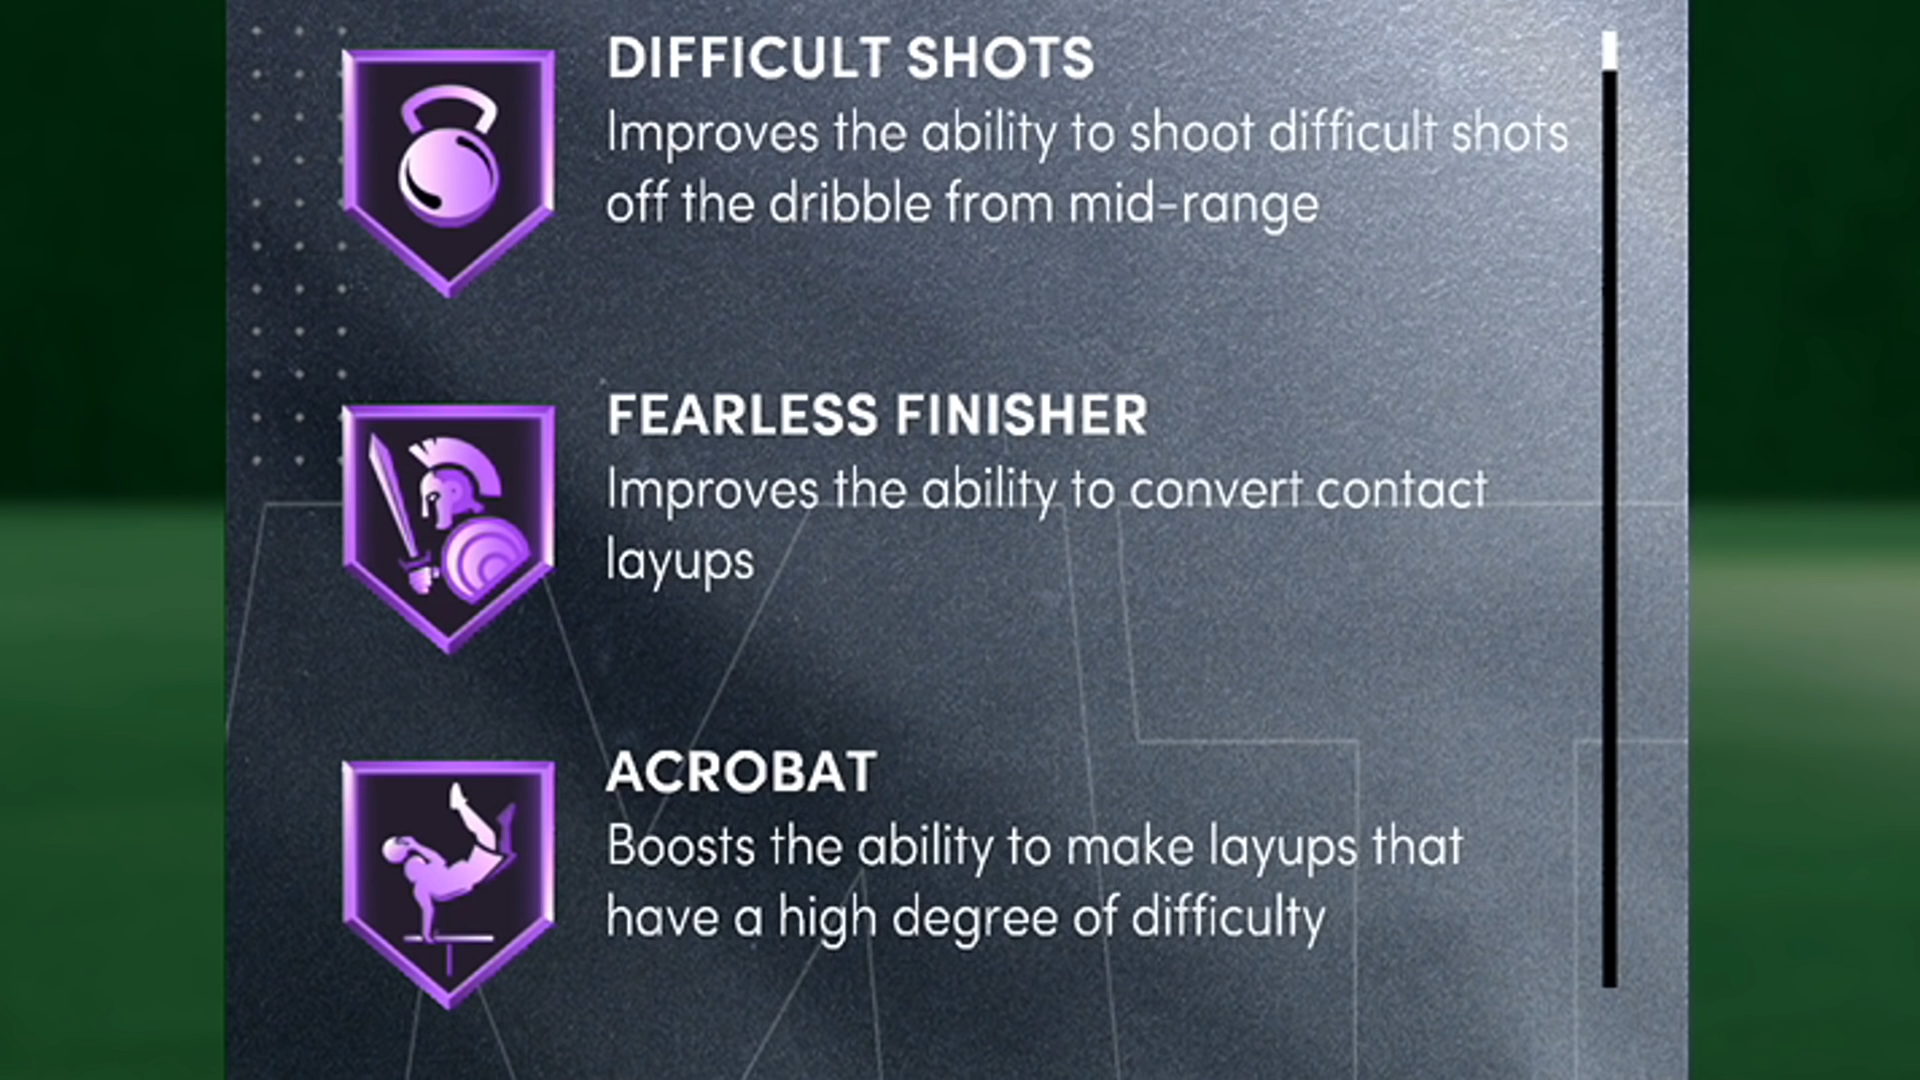 DIFFICULT SHOTS
Improves the ability to shoot difficult shots
off the dribble from mid-range
FEARLESS FINISHER
Improves the ability to convert contact
layups
ACROBAT
Boosts the ability to make layups that
have a high degree of difficulty